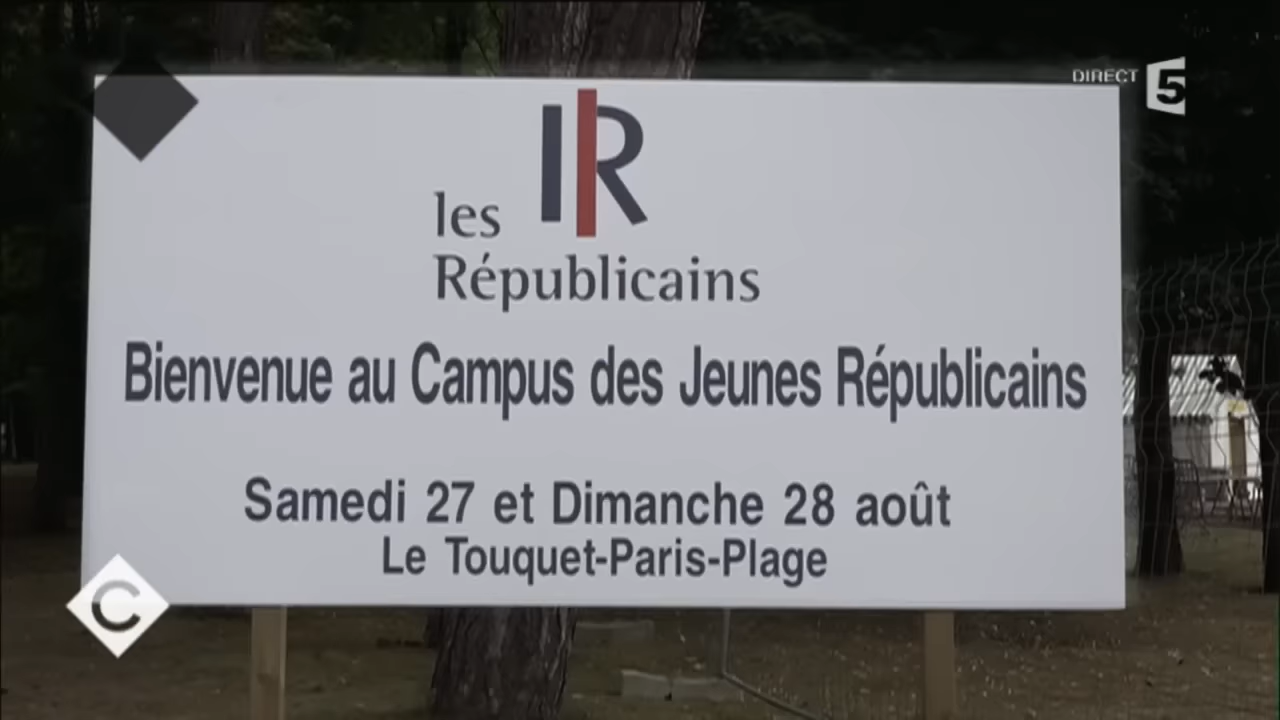 DIRECT 5
lR
les
Républicains
Bienvenue au Campus des Jeunes Républicains
Samedi 27 et Dimanche 28 août
Le Touquet-Paris-Plage
C